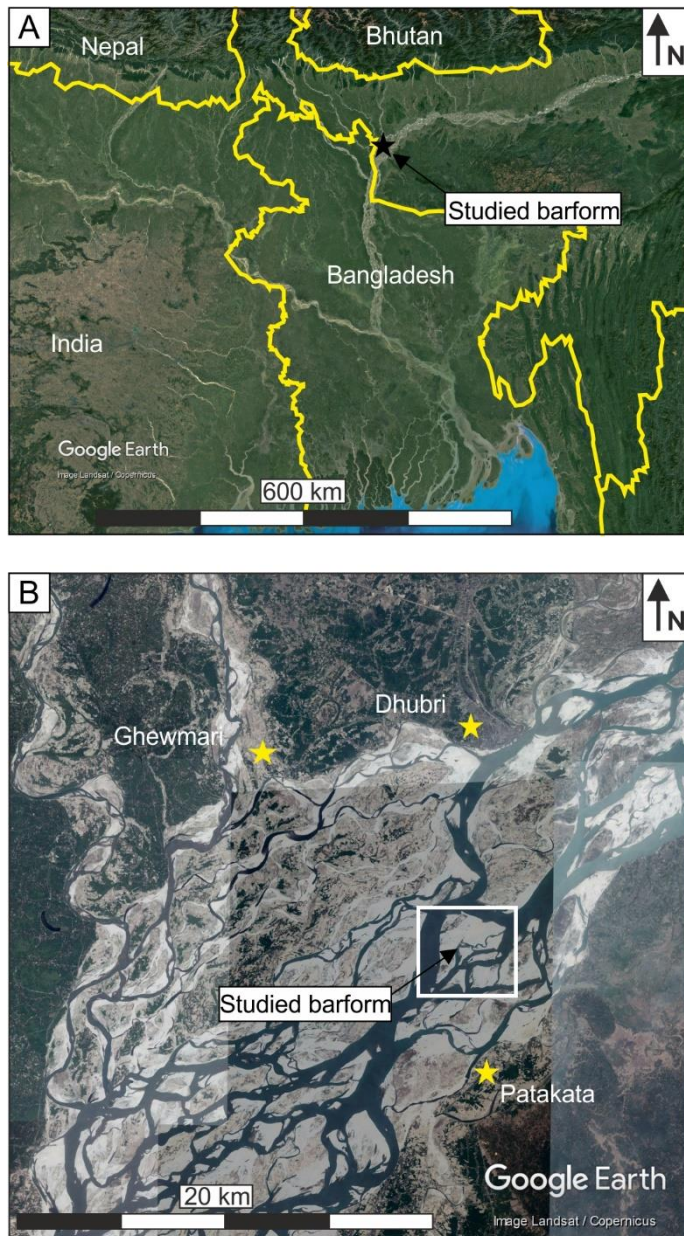 A
N
Nepal
Bhutan
Studied barform
Bangladesh
India
Google Earth
Image Landsat / Copernicus
600 km
B
N
Dhubri
Ghewmari
Studied barform
Patakata
Google Earth
20 km
Image Landsat / Copernicus